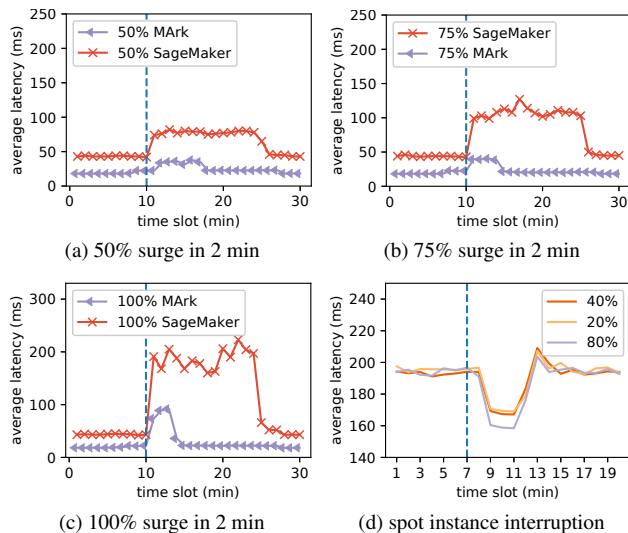 250
200
150
100
50
0
average latency (ms)
50% MArk
50% SageMaker
0 10 20 30
time slot (min)
(a) 50% surge in 2 min
250
200
150
100
50
0
average latency (ms)
75% SageMaker
75% MArk
0 10 20 30
time slot (min)
(b) 75% surge in 2 min
300
200
100
0
average latency (ms)
100% MArk
100% SageMaker
0 10 20 30
time slot (min)
(c) 100% surge in 2 min
240
220
200
180
160
140
average latency (ms)
40%
20%
80%
1 3 5 7 9 11 13 15 17 19
time slot (min)
(d) spot instance interruption